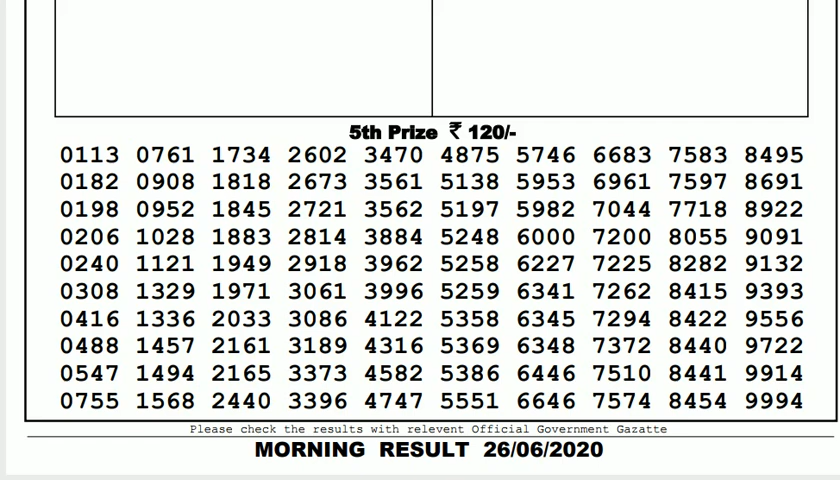 5th Prize ₹ 120/-
0113 0761 1734 2602 3470 4875 5746 6683 7583 8495
0182 0908 1818 2673 3561 5138 5953 6961 7597 8691
0198 0952 1845 2721 3562 5197 5982 7044 7718 8922
0206 1028 1883 2814 3884 5248 6000 7200 8055 9091
0240 1121 1949 2918 3962 5258 6227 7225 8282 9132
0308 1329 1971 3061 3996 5259 6341 7262 8415 9393
0416 1336 2033 3086 4122 5358 6345 7294 8422 9556
0488 1457 2161 3189 4316 5369 6348 7372 8440 9722
0547 1494 2165 3373 4582 5386 6446 7510 8441 9914
0755 1568 2440 3396 4747 5551 6646 7574 8454 9994
Please check the results with relevent Official Government Gazatte
MORNING RESULT 26/06/2020